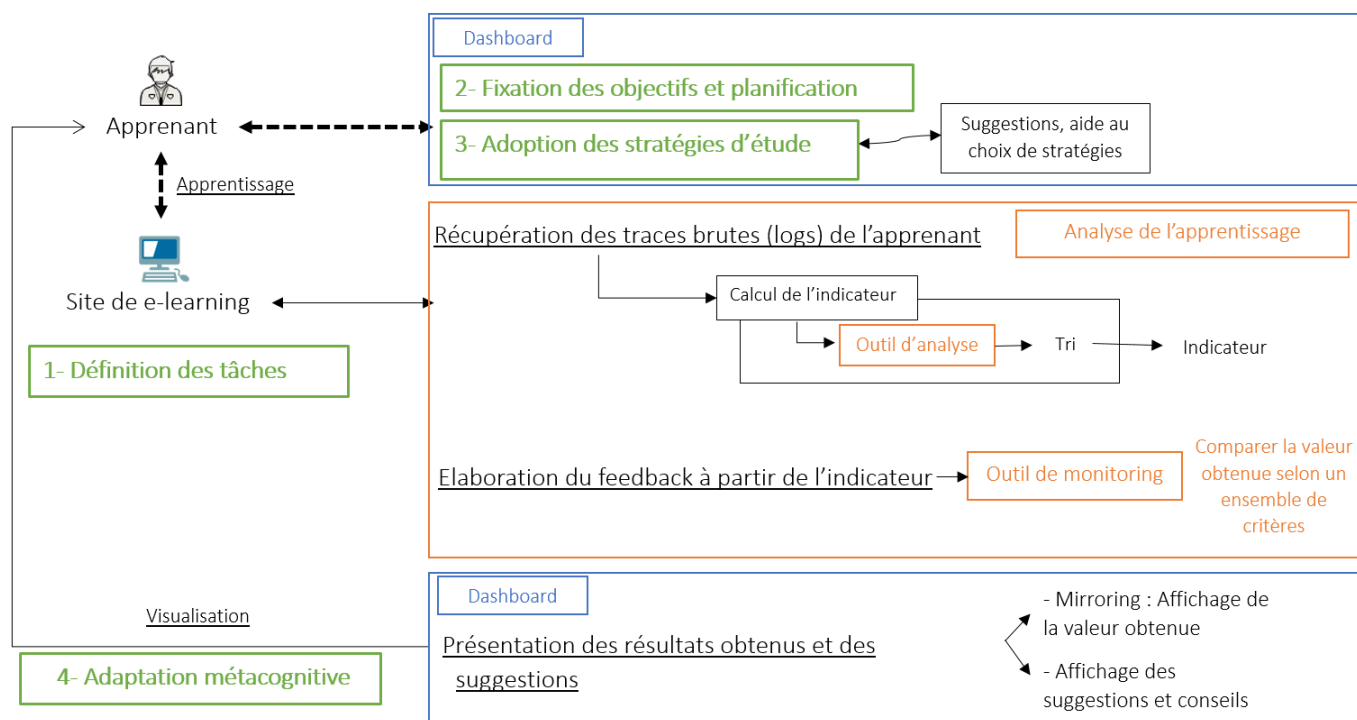 Dashboard
2- Fixation des objectifs et planification
3- Adoption des stratégies d’étude
Suggestions, aide au
choix de stratégies
Apprenant
Apprentissage
Site de e-learning
1- Définition des tâches
Récupération des traces brutes (logs) de l’apprenant
Analyse de l’apprentissage
Calcul de l’indicateur
Outil d’analyse
Tri
Indicateur
Elaboration du feedback à partir de l’indicateur
Outil de monitoring
Comparer la valeur
obtenue selon un
ensemble de
critères
Dashboard
Visualisation
4- Adaptation métacognitive
Présentation des résultats obtenus et des
suggestions
- Mirroring : Affichage de
la valeur obtenue
- Affichage des
suggestions et conseils